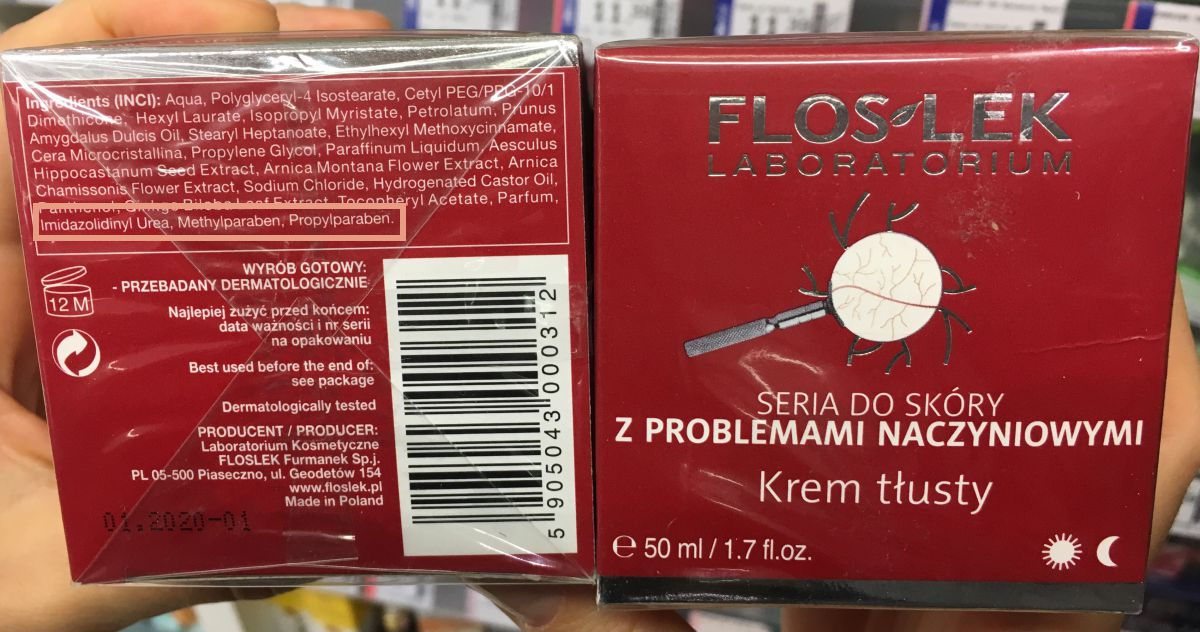 Ingredients (INCI): Aqua, Polyglyceryl-4 Isostearate, Cetyl PEG/PPG-10/1
Dimethicone, Hexyl Laurate, Isopropyl Myristate, Petrolatum, Prunus
Amygdalus Dulcis Oil, Stearyl Heptanoate, Ethylhexyl Methoxycinnamate,
Cera Microcristallina, Propylene Glycol, Paraffinum Liquidum, Aesculus
Hippocastanum Seed Extract, Arnica Montana Flower Extract, Arnica
Chamissonis Flower Extract, Sodium Chloride, Hydrogenated Castor Oil,
Panthenol, Ginkgo Biloba Leaf Extract, Tocopheryl Acetate, Parfum,
Imidazolidinyl Urea, Methylparaben, Propylparaben.
12 M
WYRÓB GOTOWY:
- PRZEBADANY DERMATOLOGICZNIE
Najlepiej zużyć przed końcem:
data ważności i nr serii
na opakowaniu
Best used before the end of:
see package
Dermatologically tested
PRODUCENT / PRODUCER:
Laboratorium Kosmetyczne
FLOSLEK Furmanek Sp.j.
PL 05-500 Piaseczno, ul. Geodetów 154
www.floslek.pl
Made in Poland
01.2020-01
5 905043 000312
FLOS LEK
LABORATORIUM
SERIA DO SKÓRY
Z PROBLEMAMI NACZYNIOWYMI
Krem tłusty
℮ 50 ml / 1.7 fl.oz.